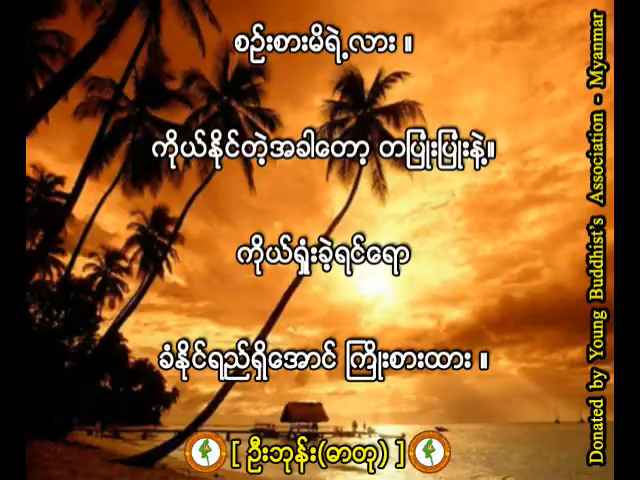 စဉ်းစားမိရဲ့လား ။
ကိုယ်နိုင်တဲ့အခါတော့ တပြုံးပြုံးနဲ့။
ကိုယ်ရှုံးခဲ့ရင်ရော
ခံနိုင်ရည်ရှိအောင် ကြိုးစားထား ။
[ ဦးဘုန်း(ဓာတု) ]
Donated by Young Buddhist's Association - Myanmar